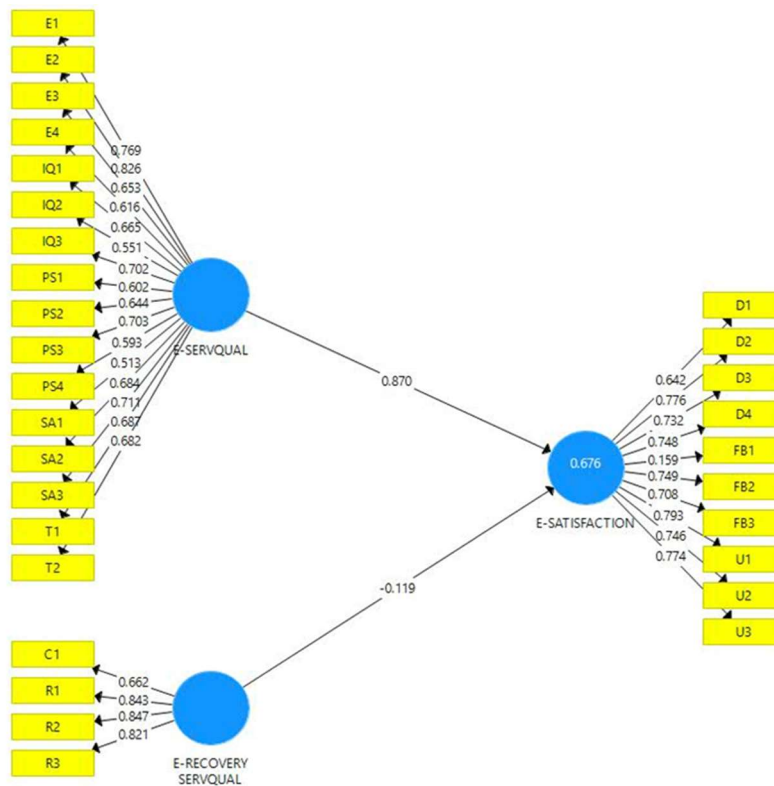 E1
E2
E3
E4
IQ1
IQ2
IQ3
PS1
PS2
PS3
PS4
SA1
SA2
SA3
T1
T2
0.769
0.826
0.653
0.616
0.665
0.551
0.702
0.602
0.644
0.703
0.593
0.513
0.684
0.711
0.687
0.682
E-SERVQUAL
0.870
C1
R1
R2
R3
0.662
0.843
0.847
0.821
E-RECOVERY
SERVQUAL
-0.119
0.676
E-SATISFACTION
0.642
0.776
0.732
0.748
0.159
0.749
0.708
0.793
0.746
0.774
D1
D2
D3
D4
FB1
FB2
FB3
U1
U2
U3